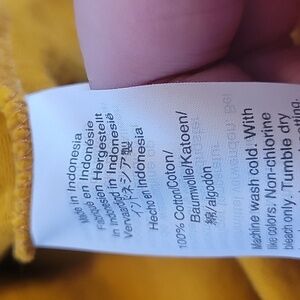 Made in Indonesia
Fabriqué en Indonésie
Hergestellt
in Indonesien
Vervaardigd in Indonesië
インドネシア製
Hecho en Indonesia
100% Cotton/Coton/
Baumwolle/Katoen/
綿/algodón
Machine wash cold. With
like colors. Non-chlorine
bleach only. Tumble dry